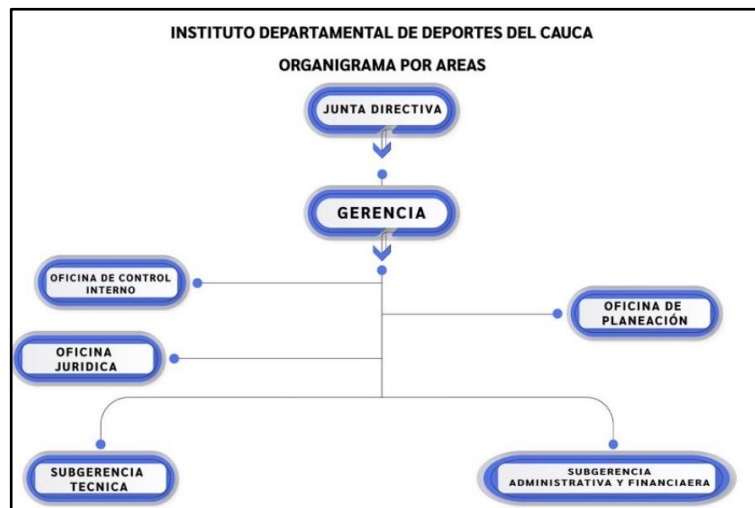 INSTITUTO DEPARTAMENTAL DE DEPORTES DEL CAUCA
ORGANIGRAMA POR AREAS
JUNTA DIRECTIVA
GERENCIA
OFICINA DE CONTROL
INTERNO
OFICINA DE
PLANEACIÓN
OFICINA
JURIDICA
SUBGERENCIA
TECNICA
SUBGERENCIA
ADMINISTRATIVA Y FINANCIAERA